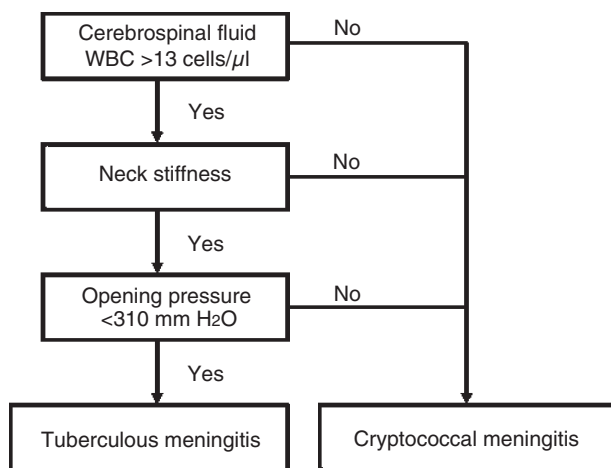 Cerebrospinal fluid
WBC >13 cells/µl
No
Yes
Neck stiffness
No
Yes
Opening pressure
<310 mm H2O
No
Yes
Tuberculous meningitis
Cryptococcal meningitis